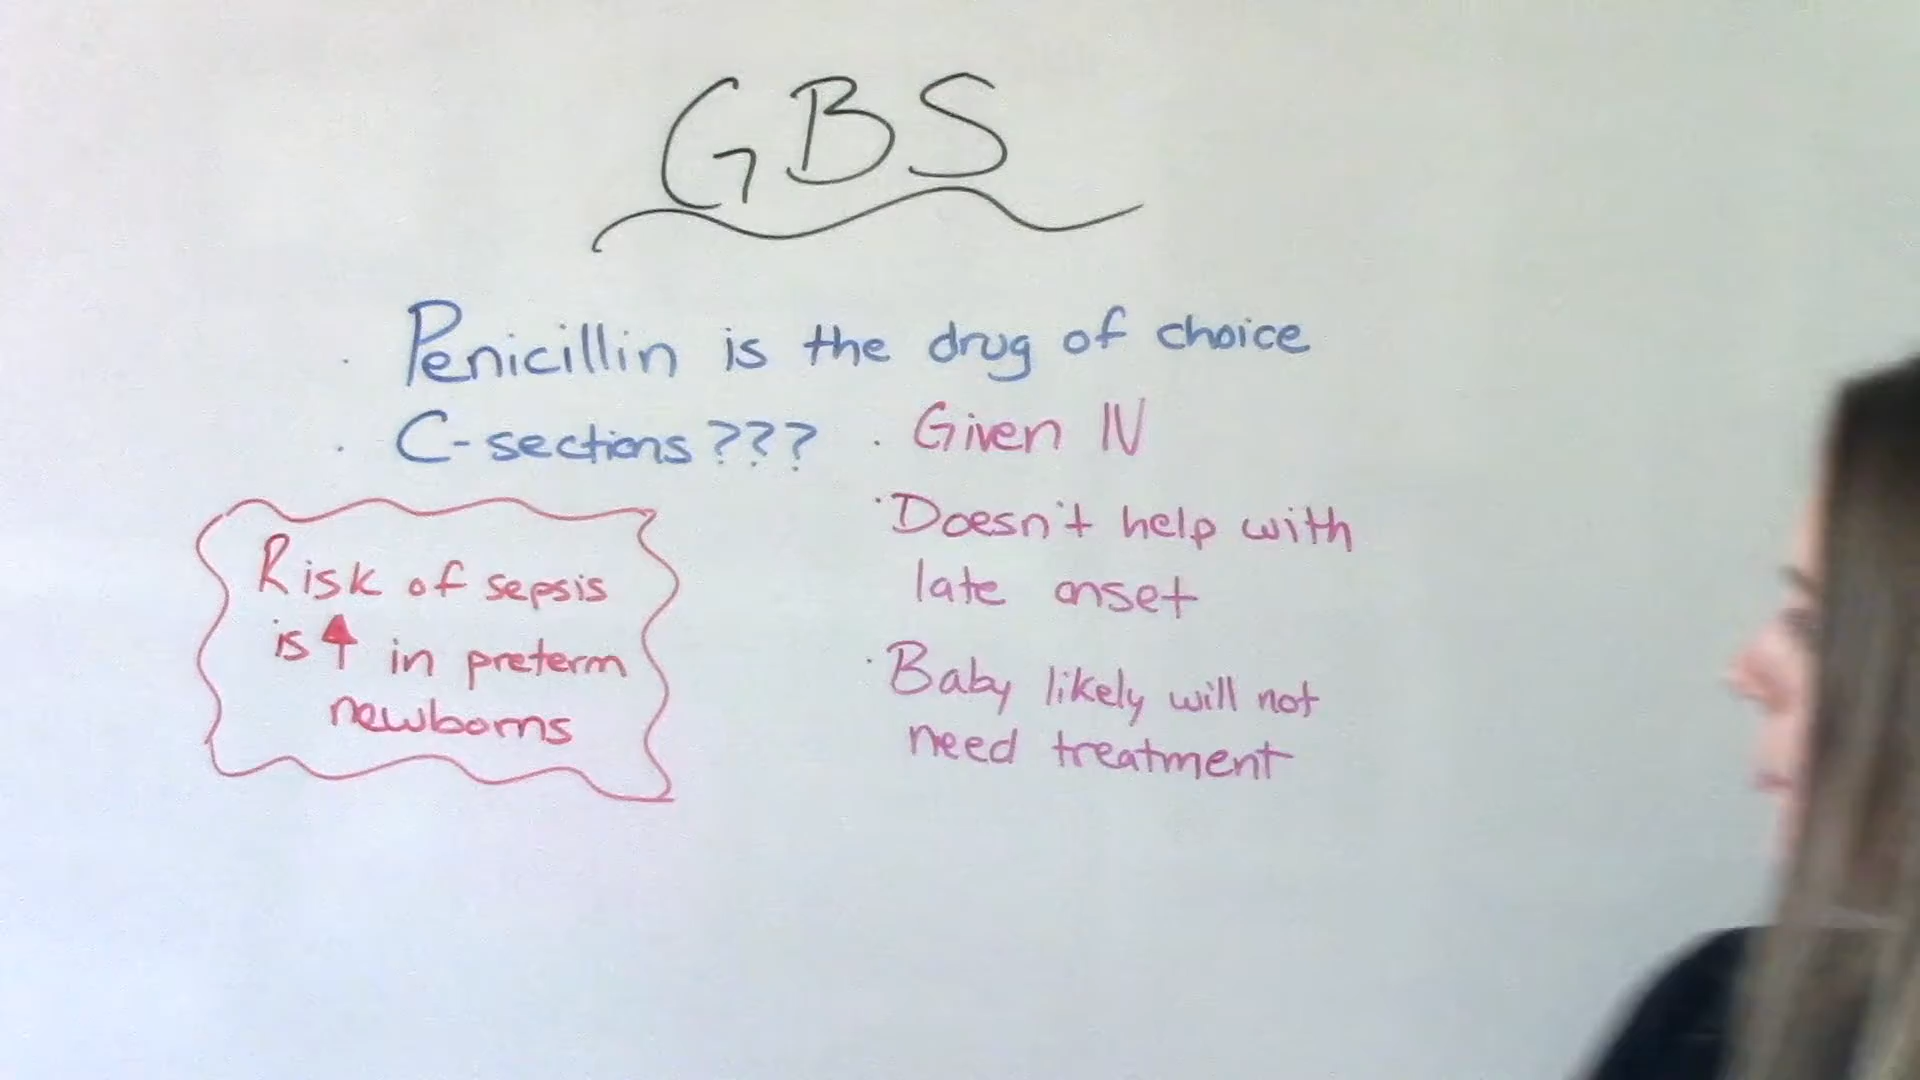 GBS
· Penicillin is the drug of choice
· C-sections???
· Given IV
· Doesn't help with
late onset
· Baby likely will not
need treatment
Risk of sepsis
is ↑ in preterm
newborns